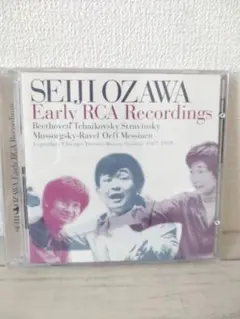 SEIJI OZAWA
Early RCA Recordings
Beethoven Tchaikovsky Stravinsky
Mussorgsky-Ravel Orff Messiaen
SEIJI OZAWA Early RCA Recordings